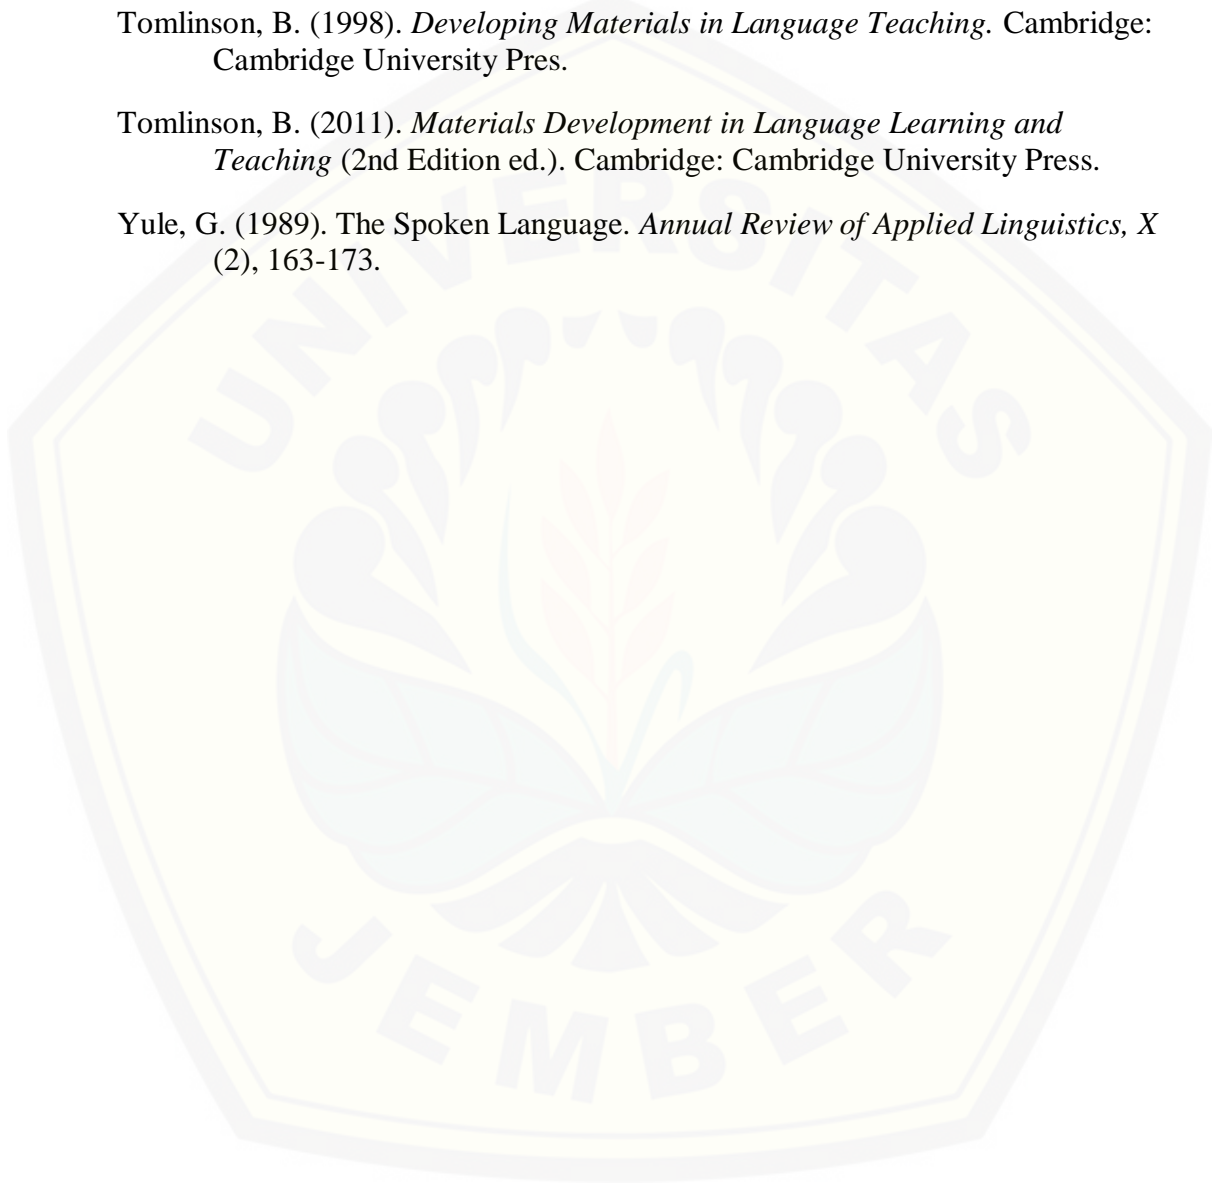 Tomlinson, B. (1998). Developing Materials in Language Teaching. Cambridge:
Cambridge University Pres.
Tomlinson, B. (2011). Materials Development in Language Learning and
Teaching (2nd Edition ed.). Cambridge: Cambridge University Press.
Yule, G. (1989). The Spoken Language. Annual Review of Applied Linguistics, X
(2), 163-173.
UNIVERSITAS
JEMBER